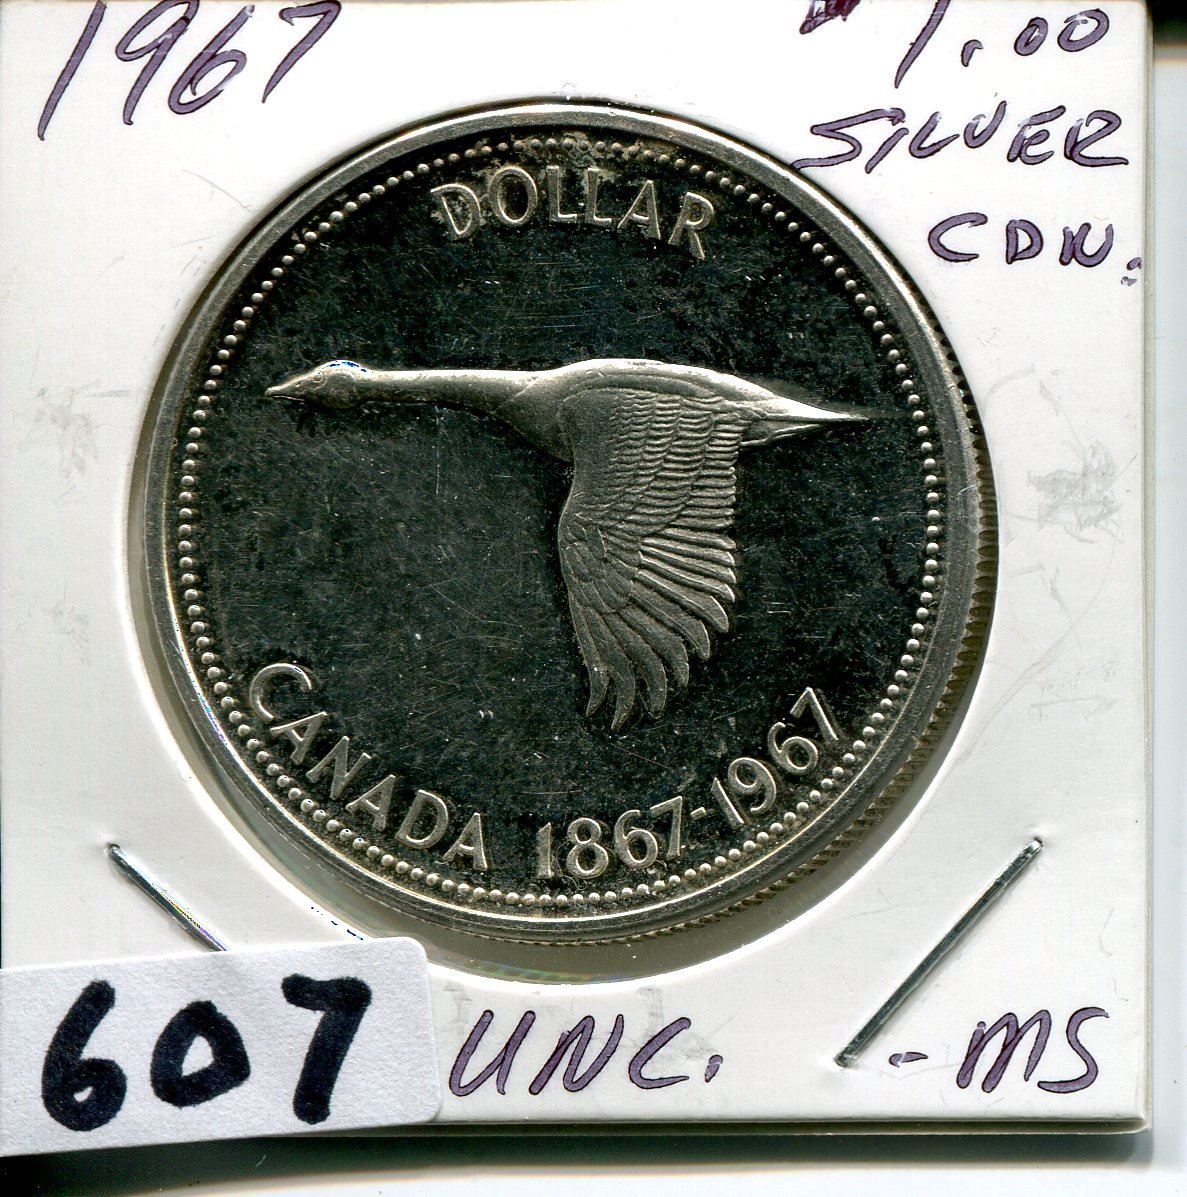 1967
$1.00
SILVER
CDN.
DOLLAR
CANADA 1867-1967
607
UNC. - MS